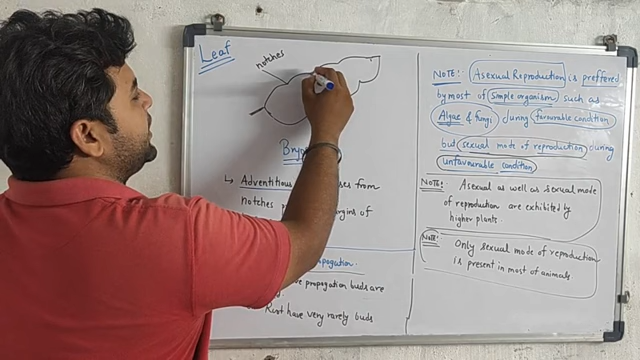 Leaf
notches
Adventitious
ses from
notches
rgins of
opagation.
ve propagation buds are
Root have very rarely buds
NOTE: Asexual Reproduction is preffered
by most of simple organism such as
Algae & fungi during favourable condition
but sexual mode of reproduction during
unfavourable condition
NOTE: Asexual as well as sexual mode
of reproduction are exhibited by
higher plants.
NOTE: Only sexual mode of reproduction
is present in most of animals